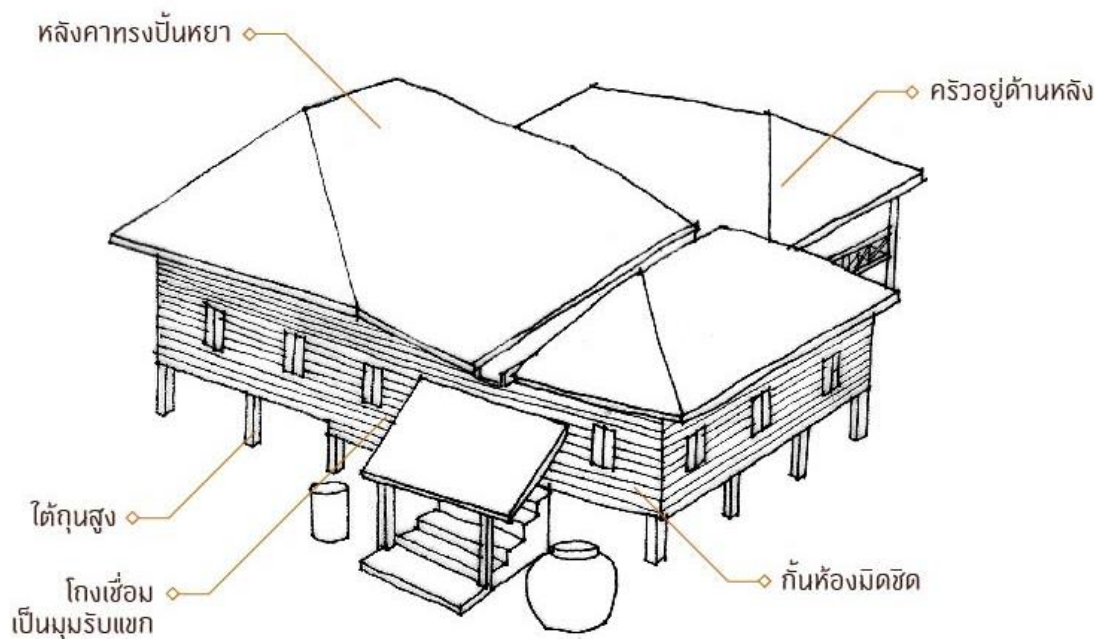 หลังคาทรงปั้นหยา
ครัวอยู่ด้านหลัง
ใต้ถุนสูง
โถงเชื่อม
เป็นมุมรับแขก
กั้นห้องมิดชิด